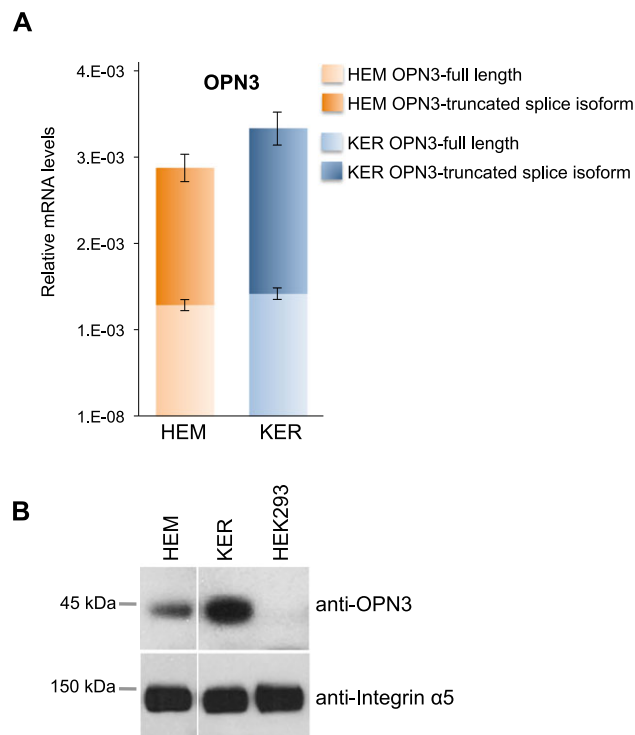 A
OPN3
Relative mRNA levels
4.E-03
3.E-03
2.E-03
1.E-03
1.E-08
HEM
KER
HEM OPN3-full length
HEM OPN3-truncated splice isoform
KER OPN3-full length
KER OPN3-truncated splice isoform
B
HEM
KER
HEK293
45 kDa
anti-OPN3
150 kDa
anti-Integrin α5